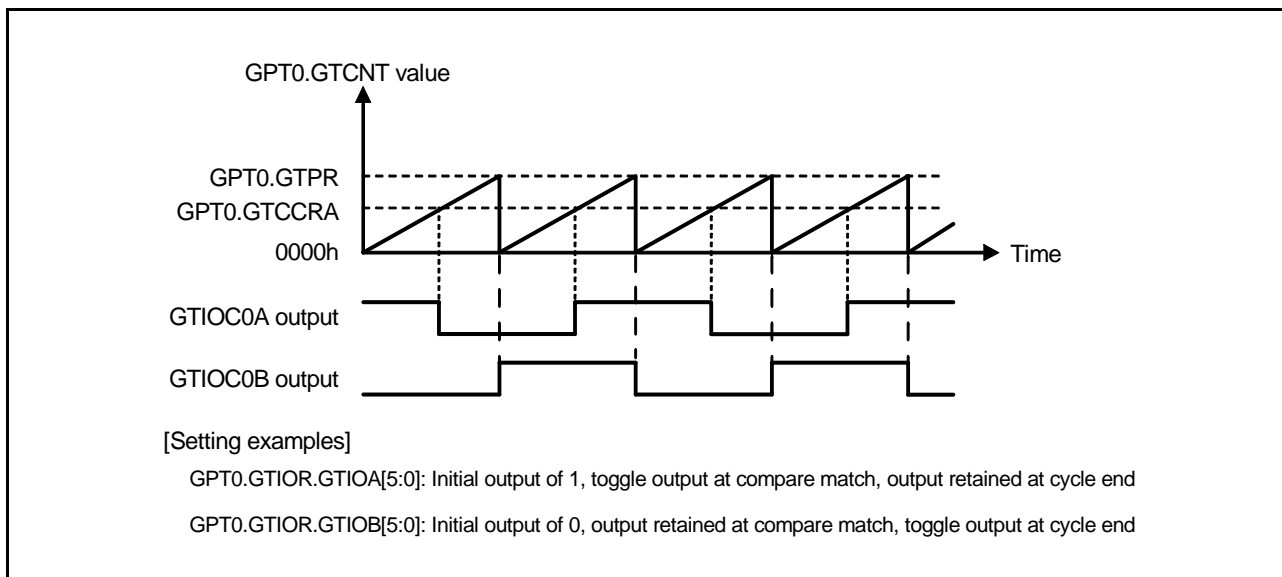 GPT0.GTCNT value
GPT0.GTPR
GPT0.GTCCRA
0000h
Time
GTIOC0A output
GTIOC0B output
[Setting examples]
GPT0.GTIOR.GTIOA[5:0]: Initial output of 1, toggle output at compare match, output retained at cycle end
GPT0.GTIOR.GTIOB[5:0]: Initial output of 0, output retained at compare match, toggle output at cycle end